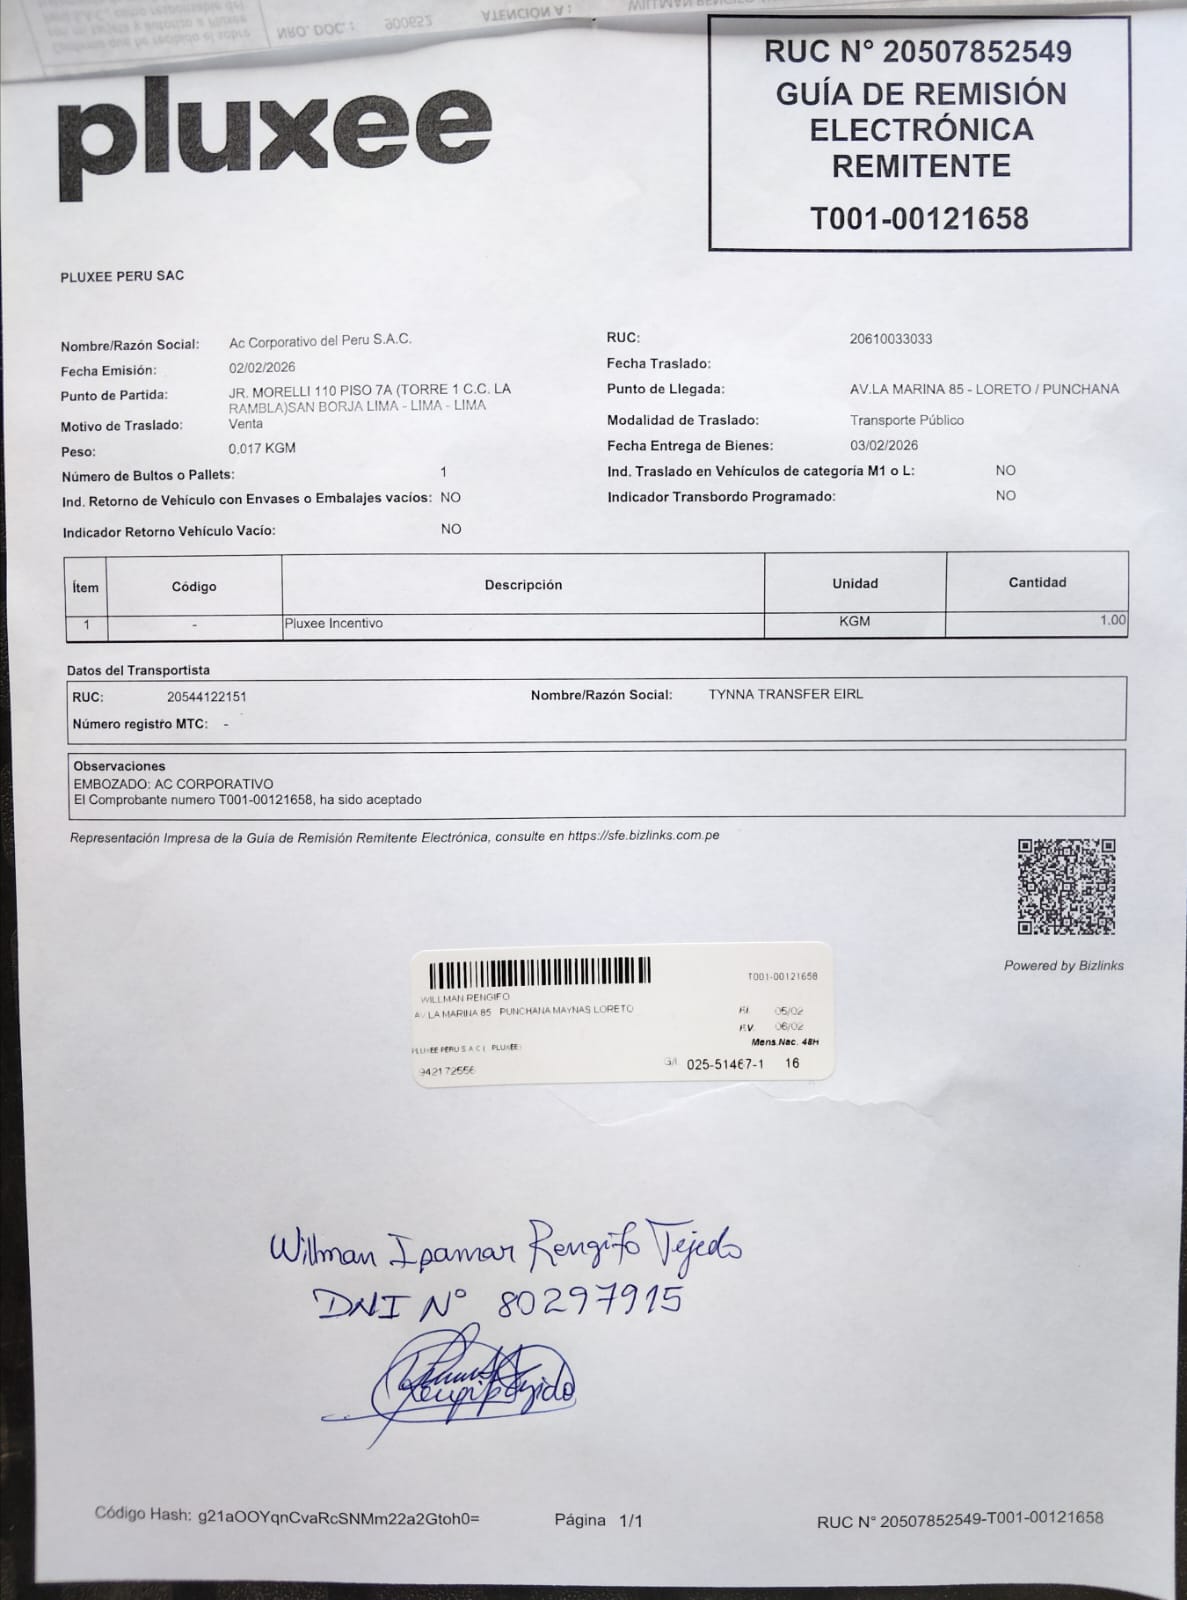 NRO. DOC.: 900652 ATENCION A:
pluxee
RUC N° 20507852549
GUÍA DE REMISIÓN
ELECTRÓNICA
REMITENTE
T001-00121658
PLUXEE PERU SAC
Nombre/Razón Social: Ac Corporativo del Peru S.A.C.
RUC: 20610033033
Fecha Emisión: 02/02/2026
Fecha Traslado:
Punto de Partida: JR. MORELLI 110 PISO 7A (TORRE 1 C.C. LA
RAMBLA)SAN BORJA LIMA - LIMA - LIMA
Punto de Llegada: AV.LA MARINA 85 - LORETO / PUNCHANA
Motivo de Traslado: Venta
Modalidad de Traslado: Transporte Público
Peso: 0.017 KGM
Fecha Entrega de Bienes: 03/02/2026
Número de Bultos o Pallets: 1
Ind. Traslado en Vehículos de categoría M1 o L: NO
Ind. Retorno de Vehículo con Envases o Embalajes vacíos: NO
Indicador Transbordo Programado: NO
Indicador Retorno Vehículo Vacío: NO
Ítem Código Descripción Unidad Cantidad
1 - Pluxee Incentivo KGM 1.00
Datos del Transportista
RUC: 20544122151 Nombre/Razón Social: TYNNA TRANSFER EIRL
Número registro MTC: -
Observaciones
EMBOZADO: AC CORPORATIVO
El Comprobante numero T001-00121658, ha sido aceptado
Representación Impresa de la Guía de Remisión Remitente Electrónica, consulte en https://sfe.bizlinks.com.pe
Powered by Bizlinks
T001-00121658
WILLMAN RENGIFO
AV.LA MARINA 85 PUNCHANA MAYNAS LORETO
05/02
F.V. 06/02
Mens.Nac. 48H
PLUXEE PERU S.A.C ( PLUXEE)
G/I 025-51467-1 16
942172556
Willman Ipamar Rengifo Tejedo
DNI N° 80297915
Código Hash: g21aOOYqnCvaRcSNMm22a2Gtoh0=
Página 1/1
RUC N° 20507852549-T001-00121658